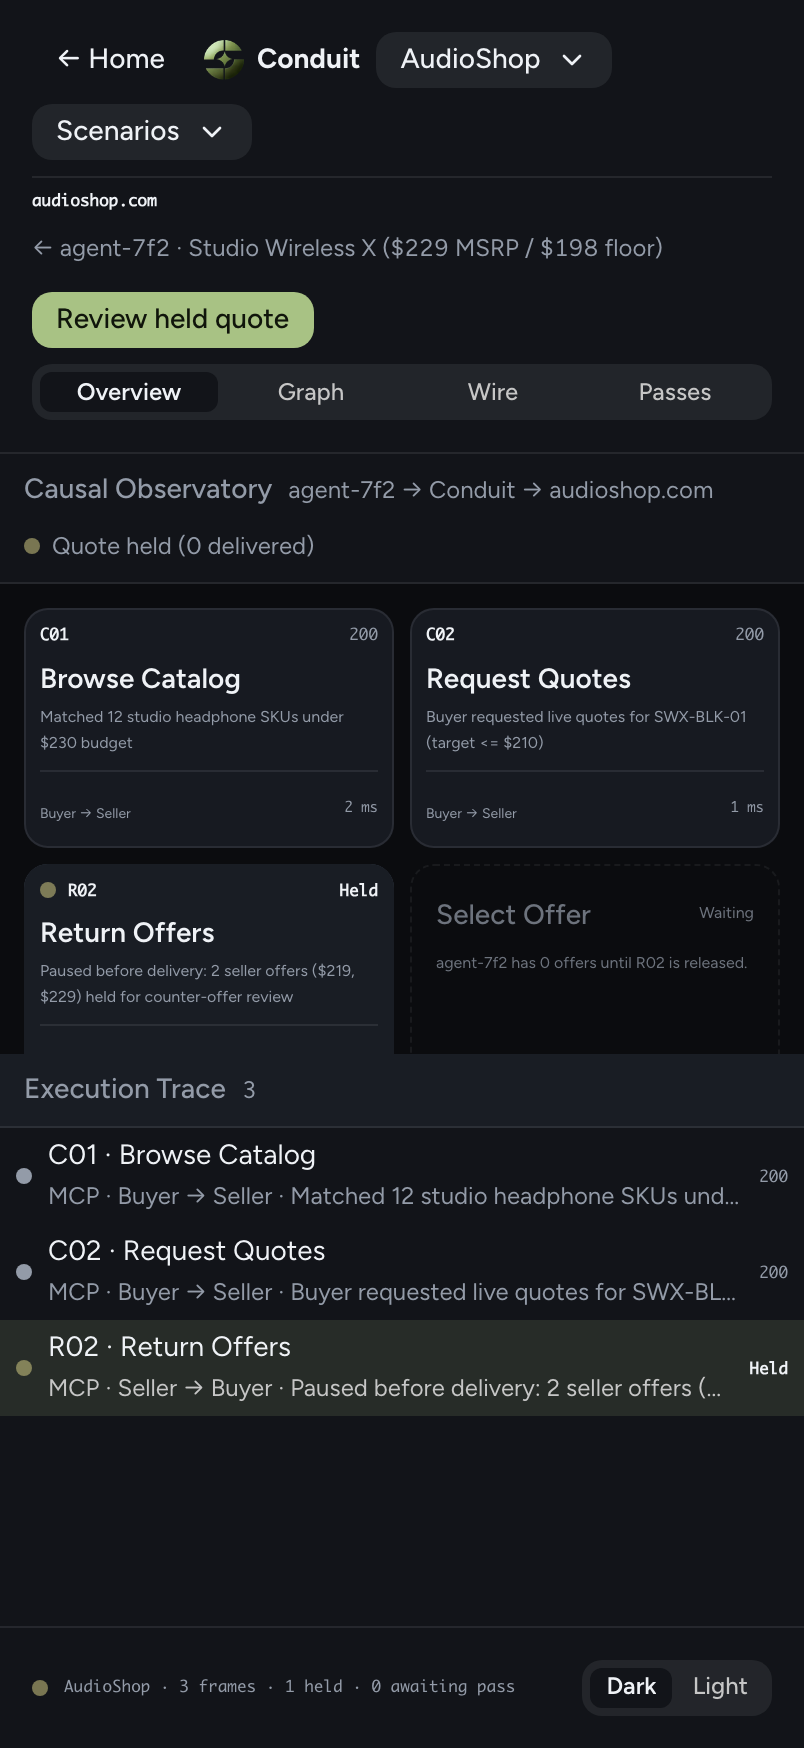 ← Home Conduit AudioShop
Scenarios
audioshop.com
← agent-7f2 · Studio Wireless X ($229 MSRP / $198 floor)
Review held quote
Overview Graph Wire Passes
Causal Observatory agent-7f2 → Conduit → audioshop.com
Quote held (0 delivered)
C01 200
Browse Catalog
Matched 12 studio headphone SKUs under
$230 budget
Buyer → Seller 2 ms
C02 200
Request Quotes
Buyer requested live quotes for SWX-BLK-01
(target <= $210)
Buyer → Seller 1 ms
R02 Held
Return Offers
Paused before delivery: 2 seller offers ($219,
$229) held for counter-offer review
Select Offer Waiting
agent-7f2 has 0 offers until R02 is released.
Execution Trace 3
C01 · Browse Catalog
MCP · Buyer → Seller · Matched 12 studio headphone SKUs und... 200
C02 · Request Quotes
MCP · Buyer → Seller · Buyer requested live quotes for SWX-BL... 200
R02 · Return Offers
MCP · Seller → Buyer · Paused before delivery: 2 seller offers (... Held
AudioShop · 3 frames · 1 held · 0 awaiting pass
Dark Light